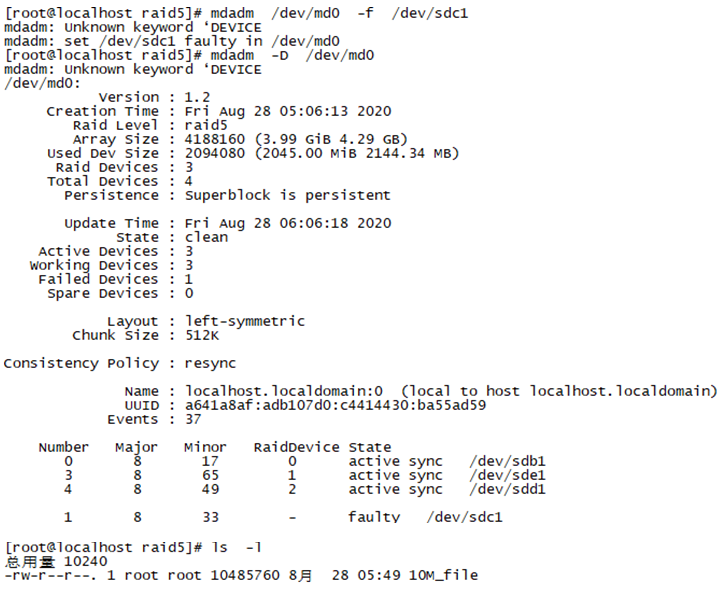 [root@localhost raid5]# mdadm  /dev/md0  -f  /dev/sdc1
mdadm: Unknown keyword ‘DEVICE
mdadm: set /dev/sdc1 faulty in /dev/md0
[root@localhost raid5]# mdadm  -D  /dev/md0
mdadm: Unknown keyword ‘DEVICE
/dev/md0:
           Version : 1.2
     Creation Time : Fri Aug 28 05:06:13 2020
        Raid Level : raid5
        Array Size : 4188160 (3.99 GiB 4.29 GB)
     Used Dev Size : 2094080 (2045.00 MiB 2144.34 MB)
      Raid Devices : 3
     Total Devices : 4
       Persistence : Superblock is persistent
       Update Time : Fri Aug 28 06:06:18 2020
             State : clean
    Active Devices : 3
   Working Devices : 3
    Failed Devices : 1
     Spare Devices : 0
            Layout : left-symmetric
        Chunk Size : 512K
Consistency Policy : resync
              Name : localhost.localdomain:0  (local to host localhost.localdomain)
              UUID : a641a8af:adb107d0:c4414430:ba55ad59
            Events : 37
    Number   Major   Minor   RaidDevice State
       0       8       17        0      active sync   /dev/sdb1
       3       8       65        1      active sync   /dev/sde1
       4       8       49        2      active sync   /dev/sdd1
       1       8       33        -      faulty   /dev/sdc1
[root@localhost raid5]# ls  -l
总用量 10240
-rw-r--r--. 1 root root 10485760 8月  28 05:49 10M_file